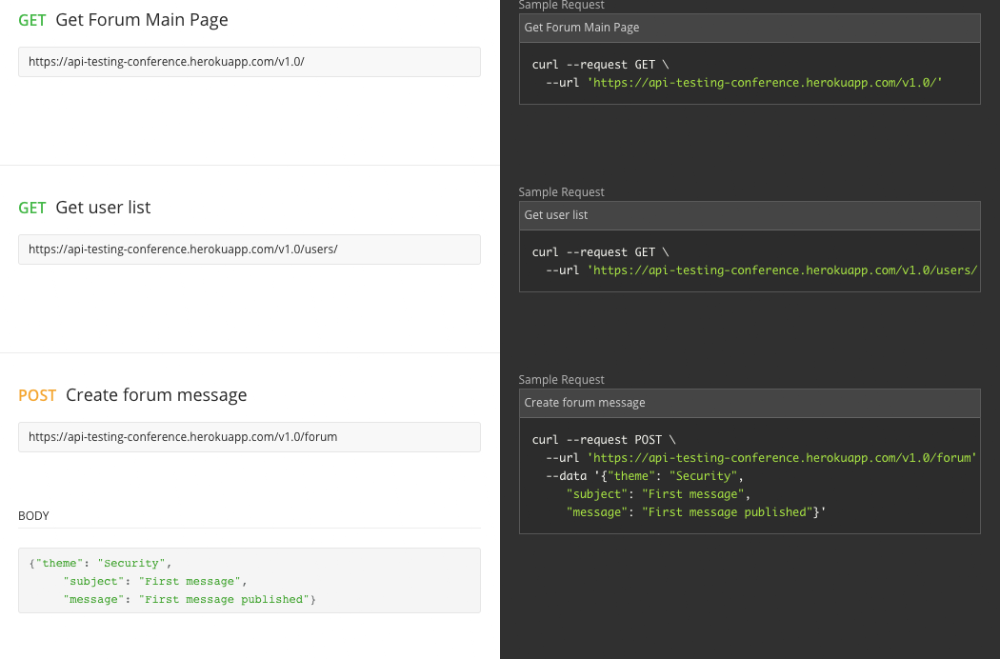 GET Get Forum Main Page
https://api-testing-conference.herokuapp.com/v1.0/
Sample Request
Get Forum Main Page
curl --request GET \
--url 'https://api-testing-conference.herokuapp.com/v1.0/'
GET Get user list
https://api-testing-conference.herokuapp.com/v1.0/users/
Sample Request
Get user list
curl --request GET \
--url 'https://api-testing-conference.herokuapp.com/v1.0/users/
POST Create forum message
https://api-testing-conference.herokuapp.com/v1.0/forum
BODY
{"theme": "Security",
"subject": "First message",
"message": "First message published"}
Sample Request
Create forum message
curl --request POST \
--url 'https://api-testing-conference.herokuapp.com/v1.0/forum'
--data '{"theme": "Security",
"subject": "First message",
"message": "First message published"}'